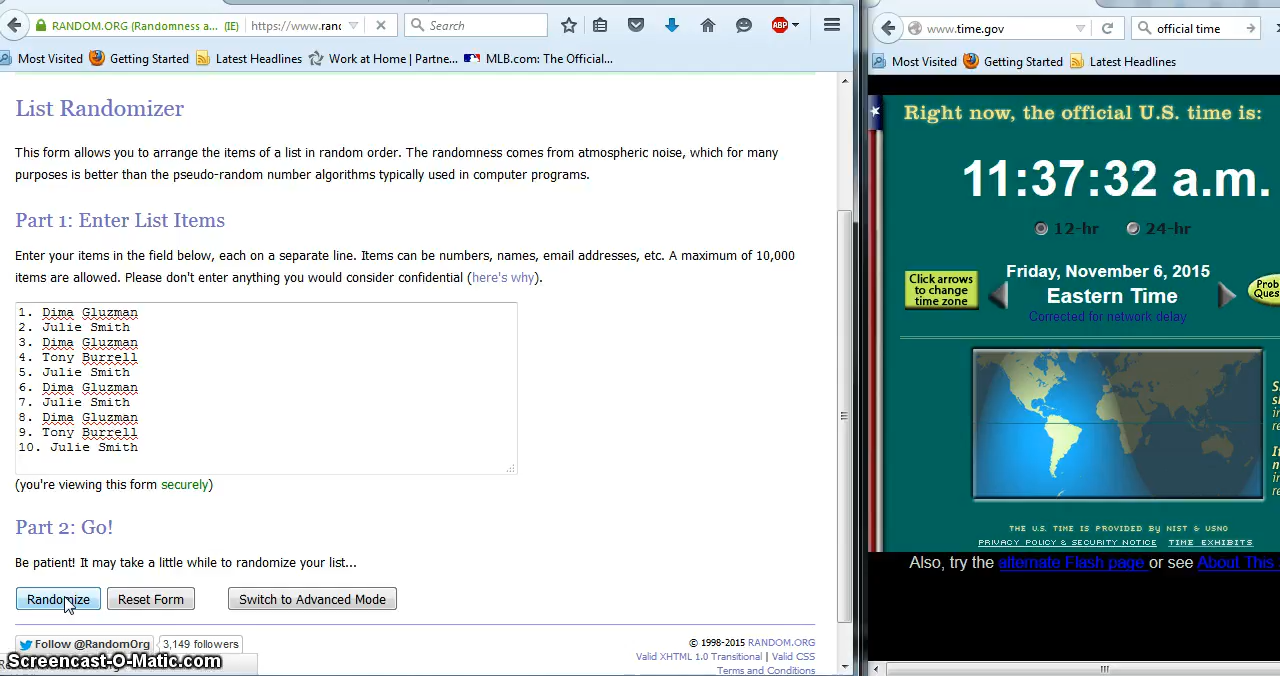 RANDOM.ORG (Randomness a... (IE) https://www.ran
Search
ABP
Most Visited Getting Started Latest Headlines Work at Home | Partne... MLB.com: The Official...
List Randomizer
This form allows you to arrange the items of a list in random order. The randomness comes from atmospheric noise, which for many
purposes is better than the pseudo-random number algorithms typically used in computer programs.
Part 1: Enter List Items
Enter your items in the field below, each on a separate line. Items can be numbers, names, email addresses, etc. A maximum of 10,000
items are allowed. Please don't enter anything you would consider confidential (here's why).
1. Dima Gluzman
2. Julie Smith
3. Dima Gluzman
4. Tony Burrell
5. Julie Smith
6. Dima Gluzman
7. Julie Smith
8. Dima Gluzman
9. Tony Burrell
10. Julie Smith
(you're viewing this form securely)
Part 2: Go!
Be patient! It may take a little while to randomize your list...
Randomize Reset Form Switch to Advanced Mode
Follow @RandomOrg 3,149 followers
© 1998-2015 RANDOM.ORG
Valid XHTML 1.0 Transitional | Valid CSS
Terms and Conditions
Screencast-O-Matic.com
www.time.gov
official time
Most Visited Getting Started Latest Headlines
Right now, the official U.S. time is:
11:37:32 a.m.
12-hr 24-hr
Click arrows
to change
time zone
Friday, November 6, 2015
Eastern Time
Corrected for network delay
Prob
Ques
THE U.S. TIME IS PROVIDED BY NIST & USNO
PRIVACY POLICY & SECURITY NOTICE TIME EXHIBITS
Also, try the alternate Flash page or see About This